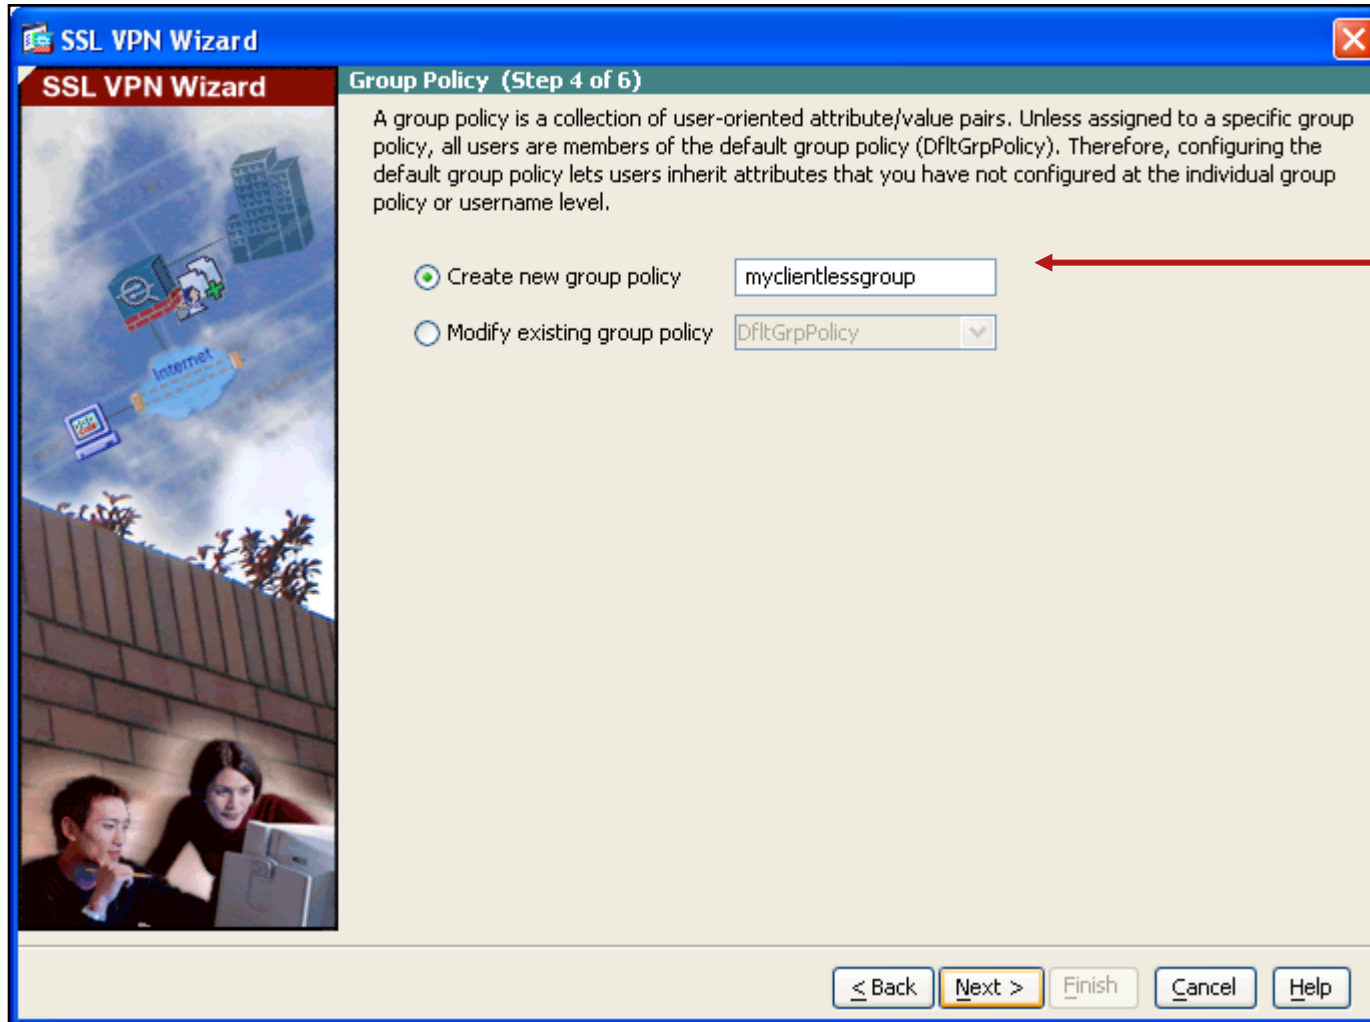 SSL VPN Wizard
SSL VPN Wizard
Group Policy (Step 4 of 6)
A group policy is a collection of user-oriented attribute/value pairs. Unless assigned to a specific group
policy, all users are members of the default group policy (DfltGrpPolicy). Therefore, configuring the
default group policy lets users inherit attributes that you have not configured at the individual group
policy or username level.
Create new group policy myclientlessgroup
Modify existing group policy DfltGrpPolicy
Internet
< Back Next > Finish Cancel Help